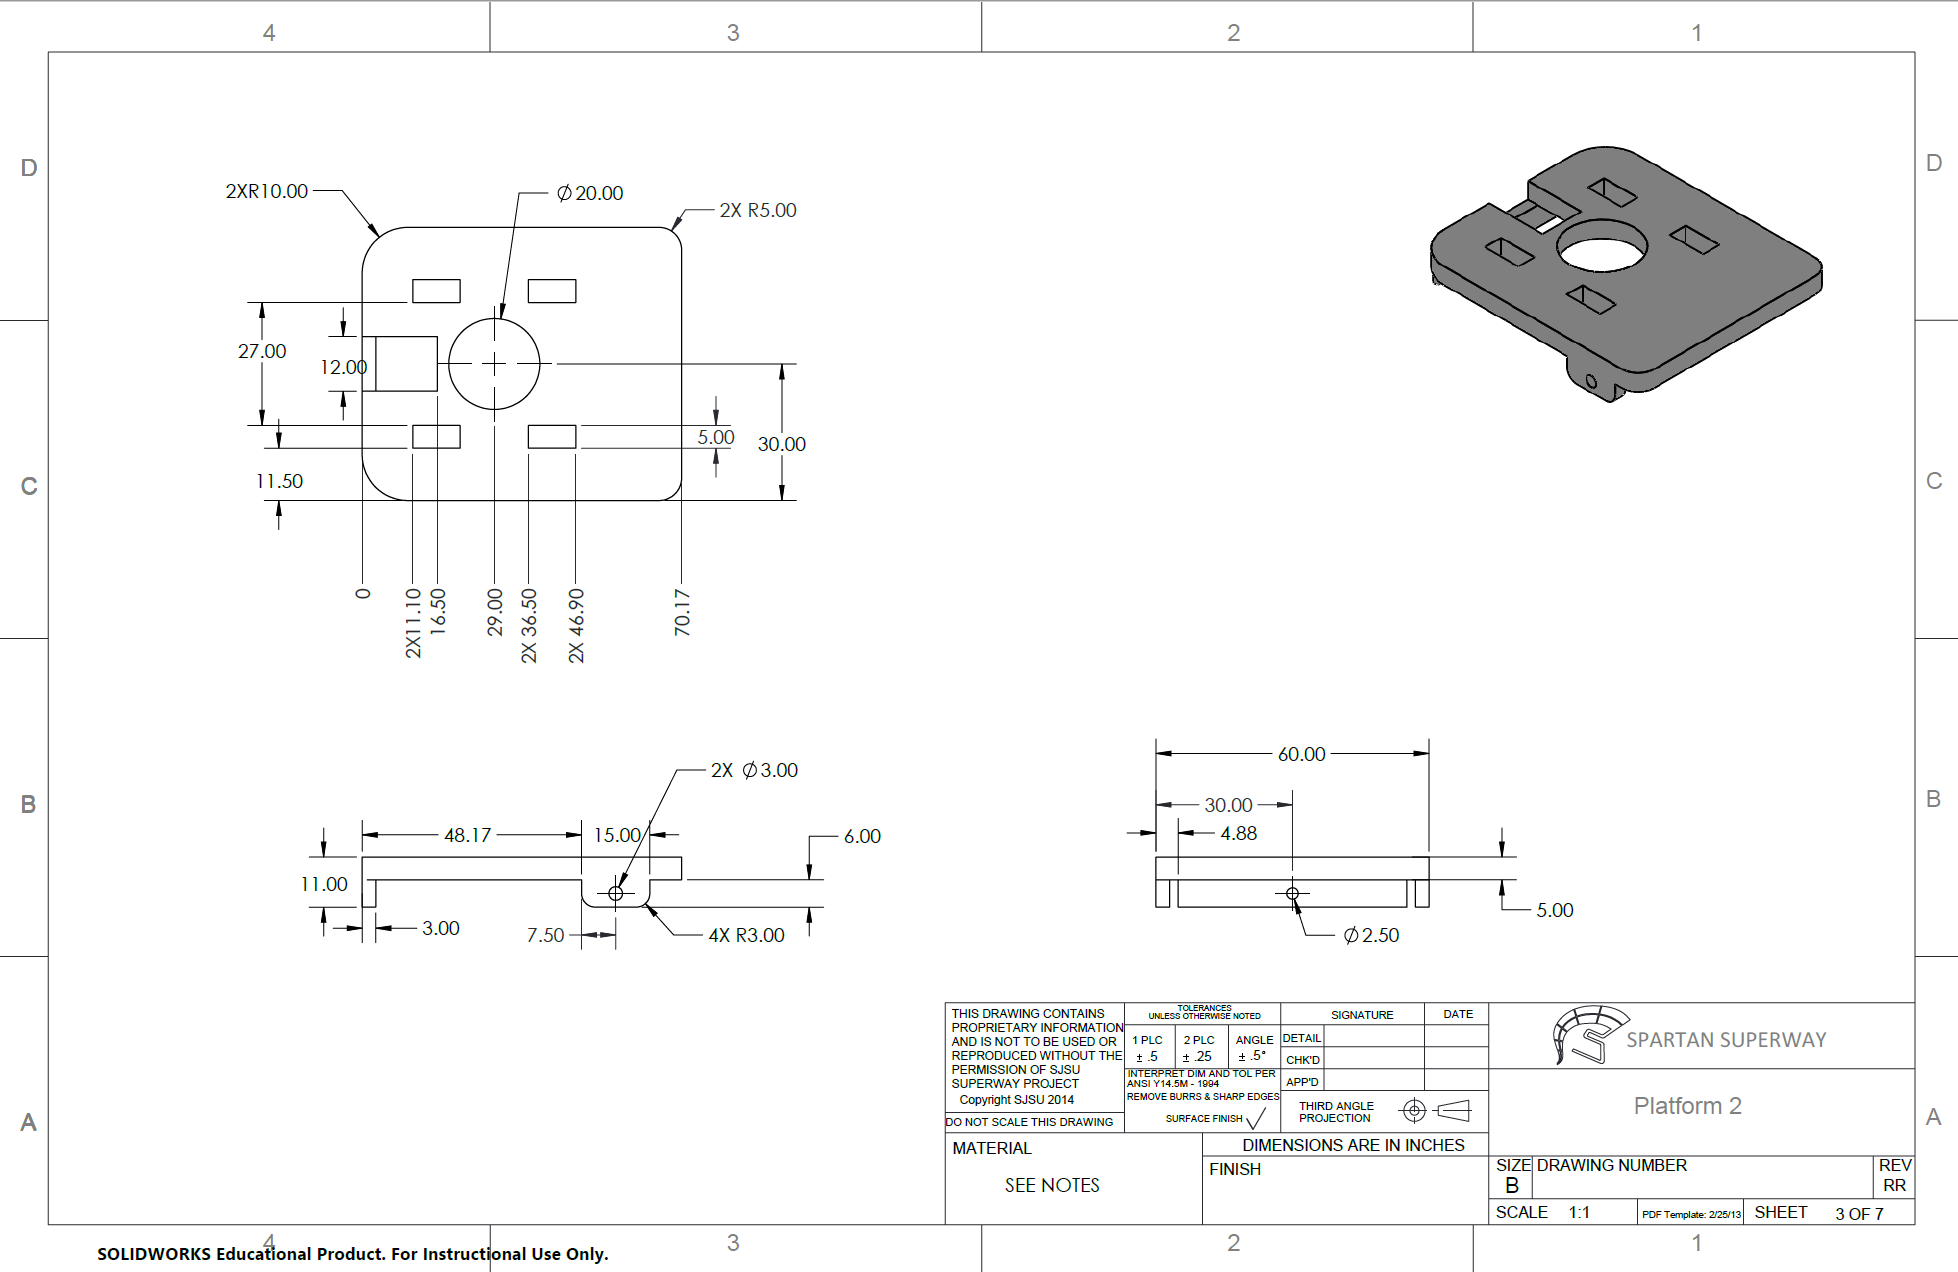 4 3 2 1
D D
2XR10.00
⌀20.00
2X R5.00
27.00
12.00
5.00
30.00
11.50
C C
0
2X11.10
16.50
29.00
2X 36.50
2X 46.90
70.17
60.00
2X ⌀3.00
B B
30.00
48.17
15.00
6.00
4.88
11.00
3.00
7.50
4X R3.00
5.00
⌀2.50
THIS DRAWING CONTAINS
PROPRIETARY INFORMATION
AND IS NOT TO BE USED OR
REPRODUCED WITHOUT THE
PERMISSION OF SJSU
SUPERWAY PROJECT
Copyright SJSU 2014
DO NOT SCALE THIS DRAWING
TOLERANCES
UNLESS OTHERWISE NOTED
1 PLC 2 PLC ANGLE
± .5 ± .25 ± .5°
INTERPRET DIM AND TOL PER
ANSI Y14.5M - 1994
REMOVE BURRS & SHARP EDGES
SURFACE FINISH
SIGNATURE DATE
DETAIL
CHK'D
APP'D
THIRD ANGLE
PROJECTION
SPARTAN SUPERWAY
Platform 2
A A
MATERIAL
SEE NOTES
DIMENSIONS ARE IN INCHES
FINISH
SIZE DRAWING NUMBER REV
B RR
SCALE 1:1 PDF Template: 2/25/13 SHEET 3 OF 7
4 3 2 1
SOLIDWORKS Educational Product. For Instructional Use Only.